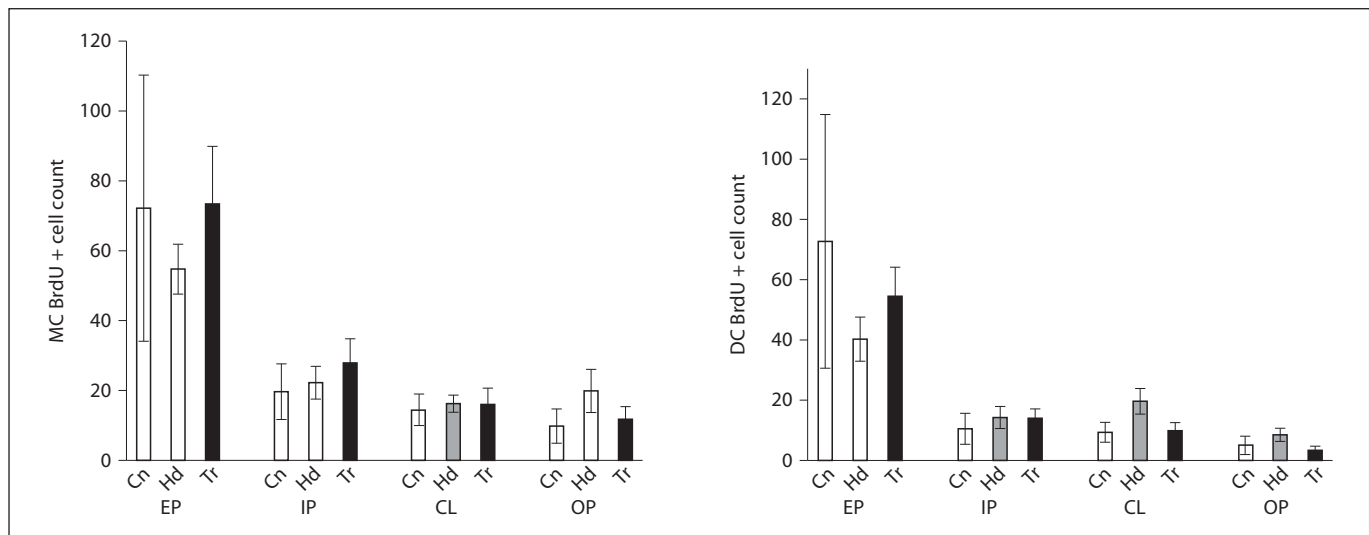 MC BrdU + cell count
120
100
80
60
40
20
0
Cn Hd Tr Cn Hd Tr Cn Hd Tr Cn Hd Tr
EP IP CL OP
DC BrdU + cell count
120
100
80
60
40
20
0
Cn Hd Tr Cn Hd Tr Cn Hd Tr Cn Hd Tr
EP IP CL OP